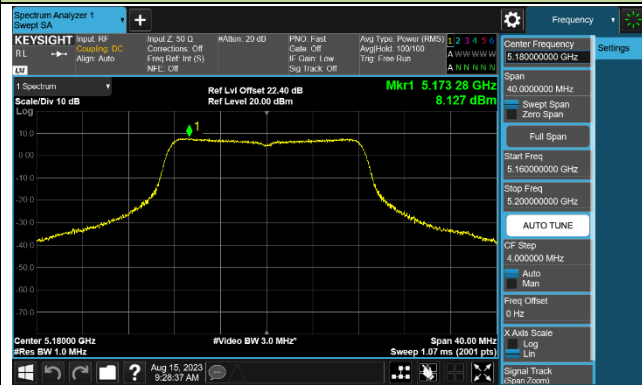 Spectrum Analyzer 1
Swept SA
Frequency
KEYSIGHT
Input: RF
Input Z: 50 Ω
#Atten: 20 dB
PNO: Fast
Avg Type: Power (RMS)
1 2 3 4 5 6
RL
Coupling: DC
Corrections: Off
Gate: Off
Avg|Hold: 100/100
A W W W W W
Align: Auto
Freq Ref: Int (S)
IF Gain: Low
Trig: Free Run
NFE: Off
Sig Track: Off
A N N N N N
LXI
1 Spectrum
Ref Lvl Offset 22.40 dB
Mkr1 5.173 28 GHz
Scale/Div 10 dB
Ref Level 20.00 dBm
8.127 dBm
Log
1
10.0
0.00
-10.0
-20.0
-30.0
-40.0
-50.0
-60.0
-70.0
Center 5.18000 GHz
#Video BW 3.0 MHz*
Span 40.00 MHz
#Res BW 1.0 MHz
Sweep 1.07 ms (2001 pts)
Aug 15, 2023
9:28:37 AM
Center Frequency
5.180000000 GHz
Settings
Span
40.0000000 MHz
Swept Span
Zero Span
Full Span
Start Freq
5.160000000 GHz
Stop Freq
5.200000000 GHz
AUTO TUNE
CF Step
4.000000 MHz
Auto
Man
Freq Offset
0 Hz
X Axis Scale
Log
Lin
Signal Track
(Span Zoom)